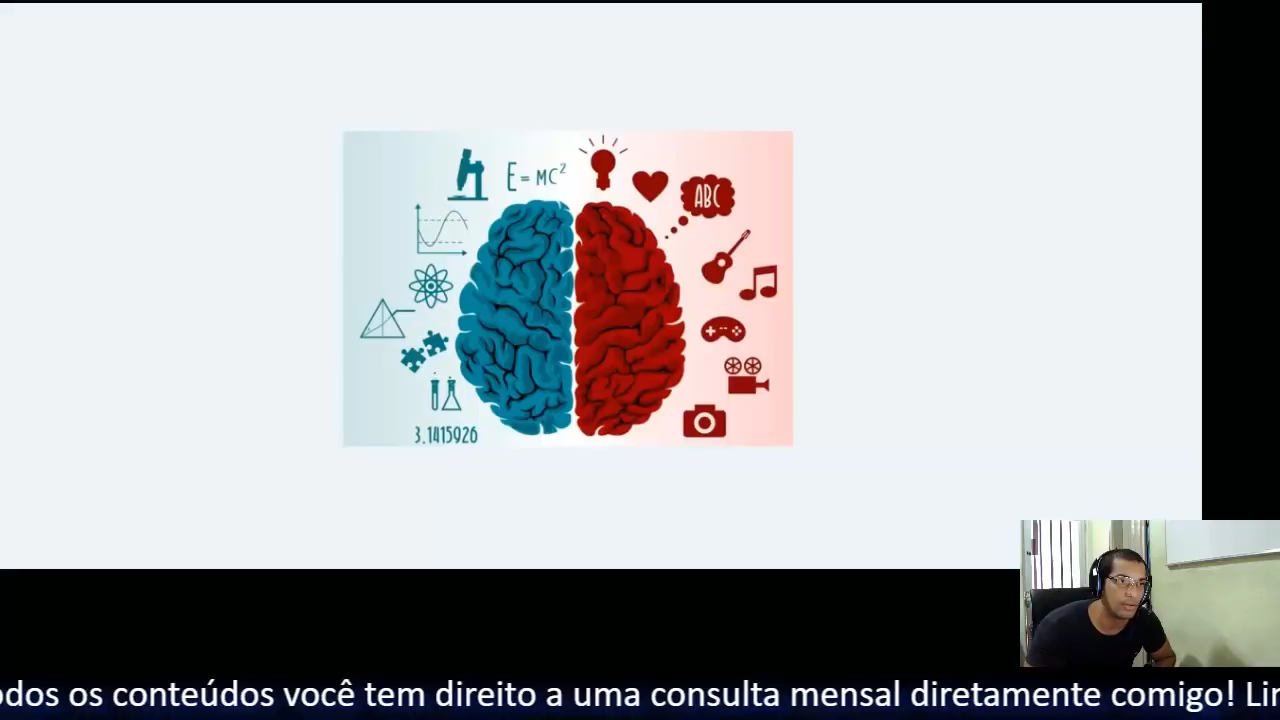 E = MC²
ABC
3.1415926
odos os conteúdos você tem direito a uma consulta mensal diretamente comigo! Lin